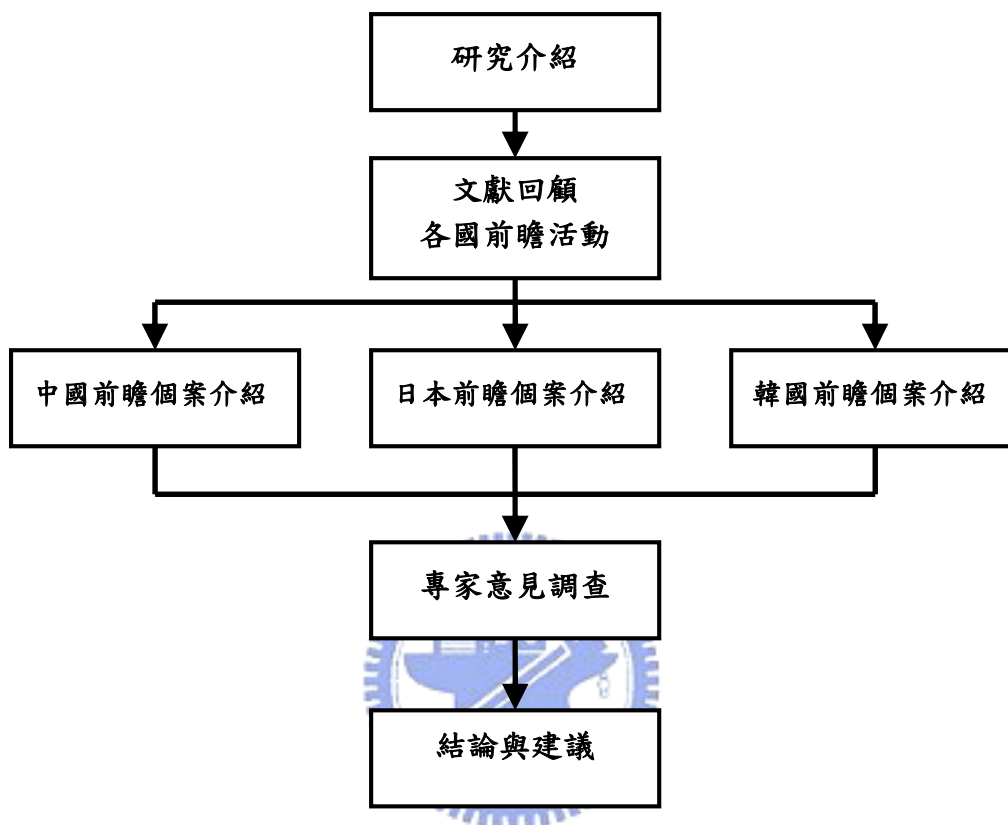 研究介紹
文獻回顧
各國前瞻活動
中國前瞻個案介紹
日本前瞻個案介紹
韓國前瞻個案介紹
專家意見調查
結論與建議